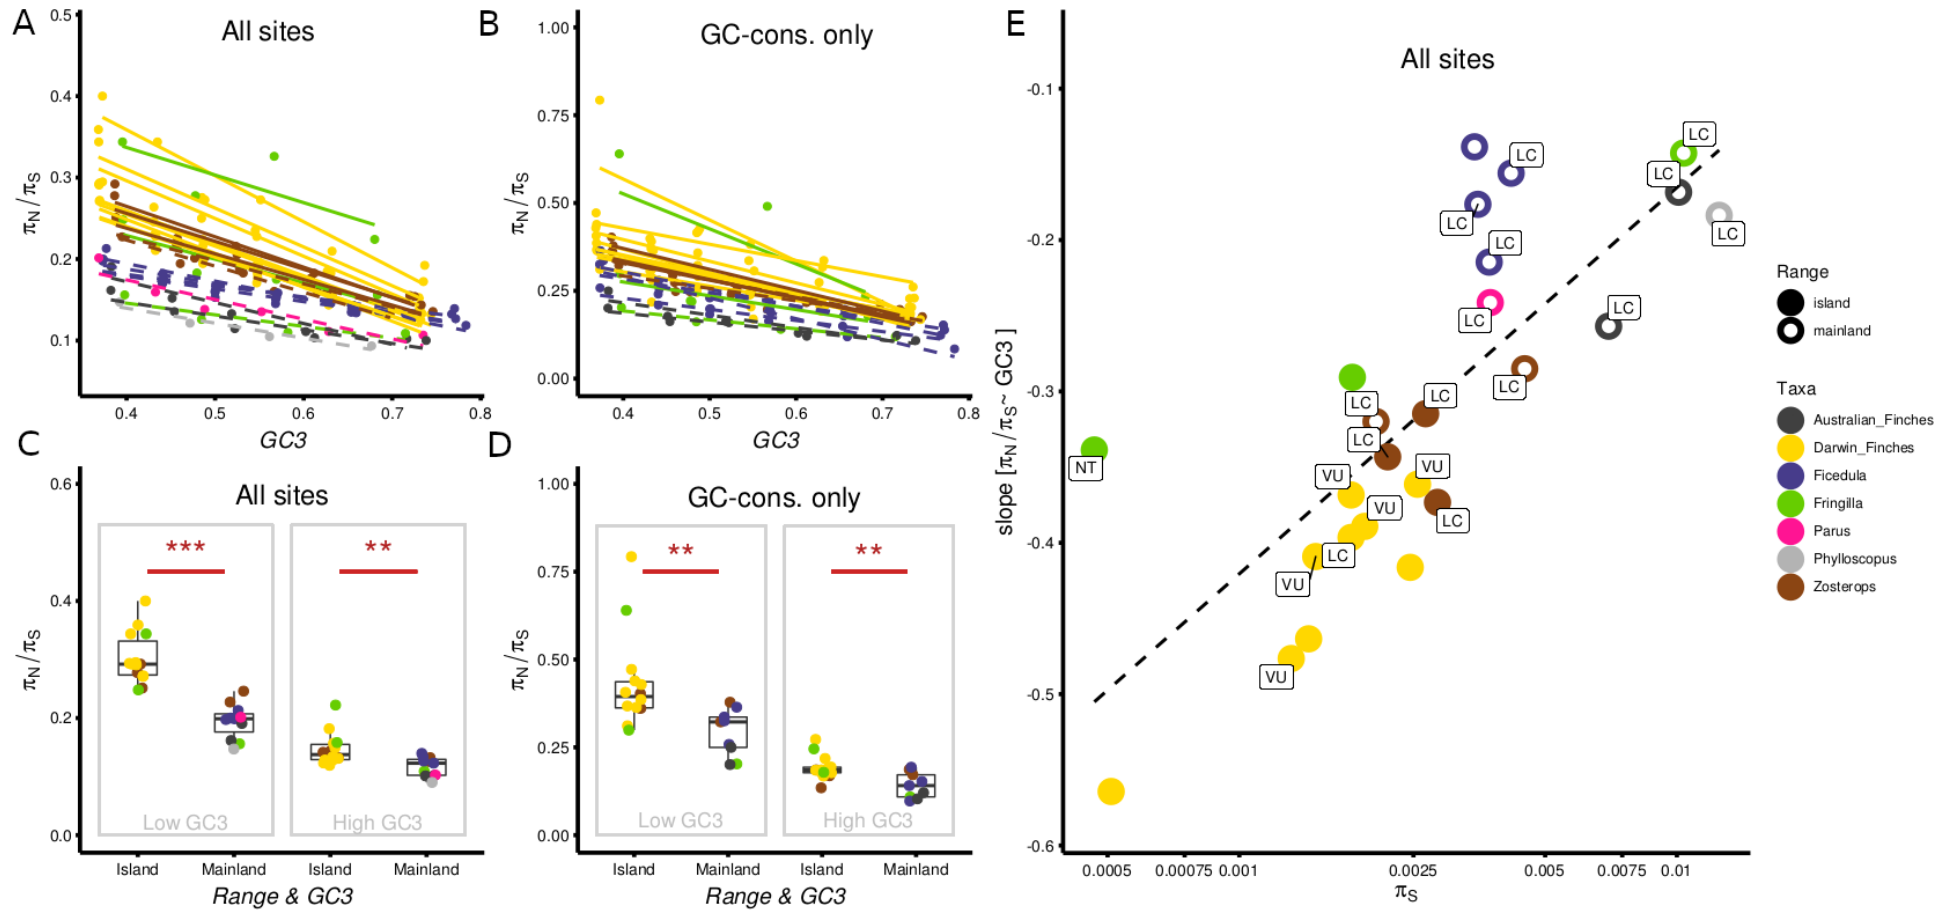 A
All sites
0.5
0.4
0.3
0.2
0.1
πN/πS
0.4
0.5
0.6
0.7
0.8
GC3
B
GC-cons. only
1.00
0.75
0.50
0.25
0.00
πN/πS
0.4
0.5
0.6
0.7
0.8
GC3
C
All sites
0.6
0.4
0.2
0.0
πN/πS
***
**
Low GC3
High GC3
Island
Mainland
Island
Mainland
Range & GC3
D
GC-cons. only
1.00
0.75
0.50
0.25
0.00
πN/πS
**
**
Low GC3
High GC3
Island
Mainland
Island
Mainland
Range & GC3
E
All sites
-0.1
-0.2
-0.3
-0.4
-0.5
-0.6
slope [πN/πS~ GC3 ]
LC
LC
LC
LC
LC
LC
LC
LC
LC
LC
LC
LC
LC
NT
VU
VU
VU
LC
LC
VU
VU
0.0005
0.00075
0.001
0.0025
0.005
0.0075
0.01
πS
Range
island
mainland
Taxa
Australian_Finches
Darwin_Finches
Ficedula
Fringilla
Parus
Phylloscopus
Zosterops